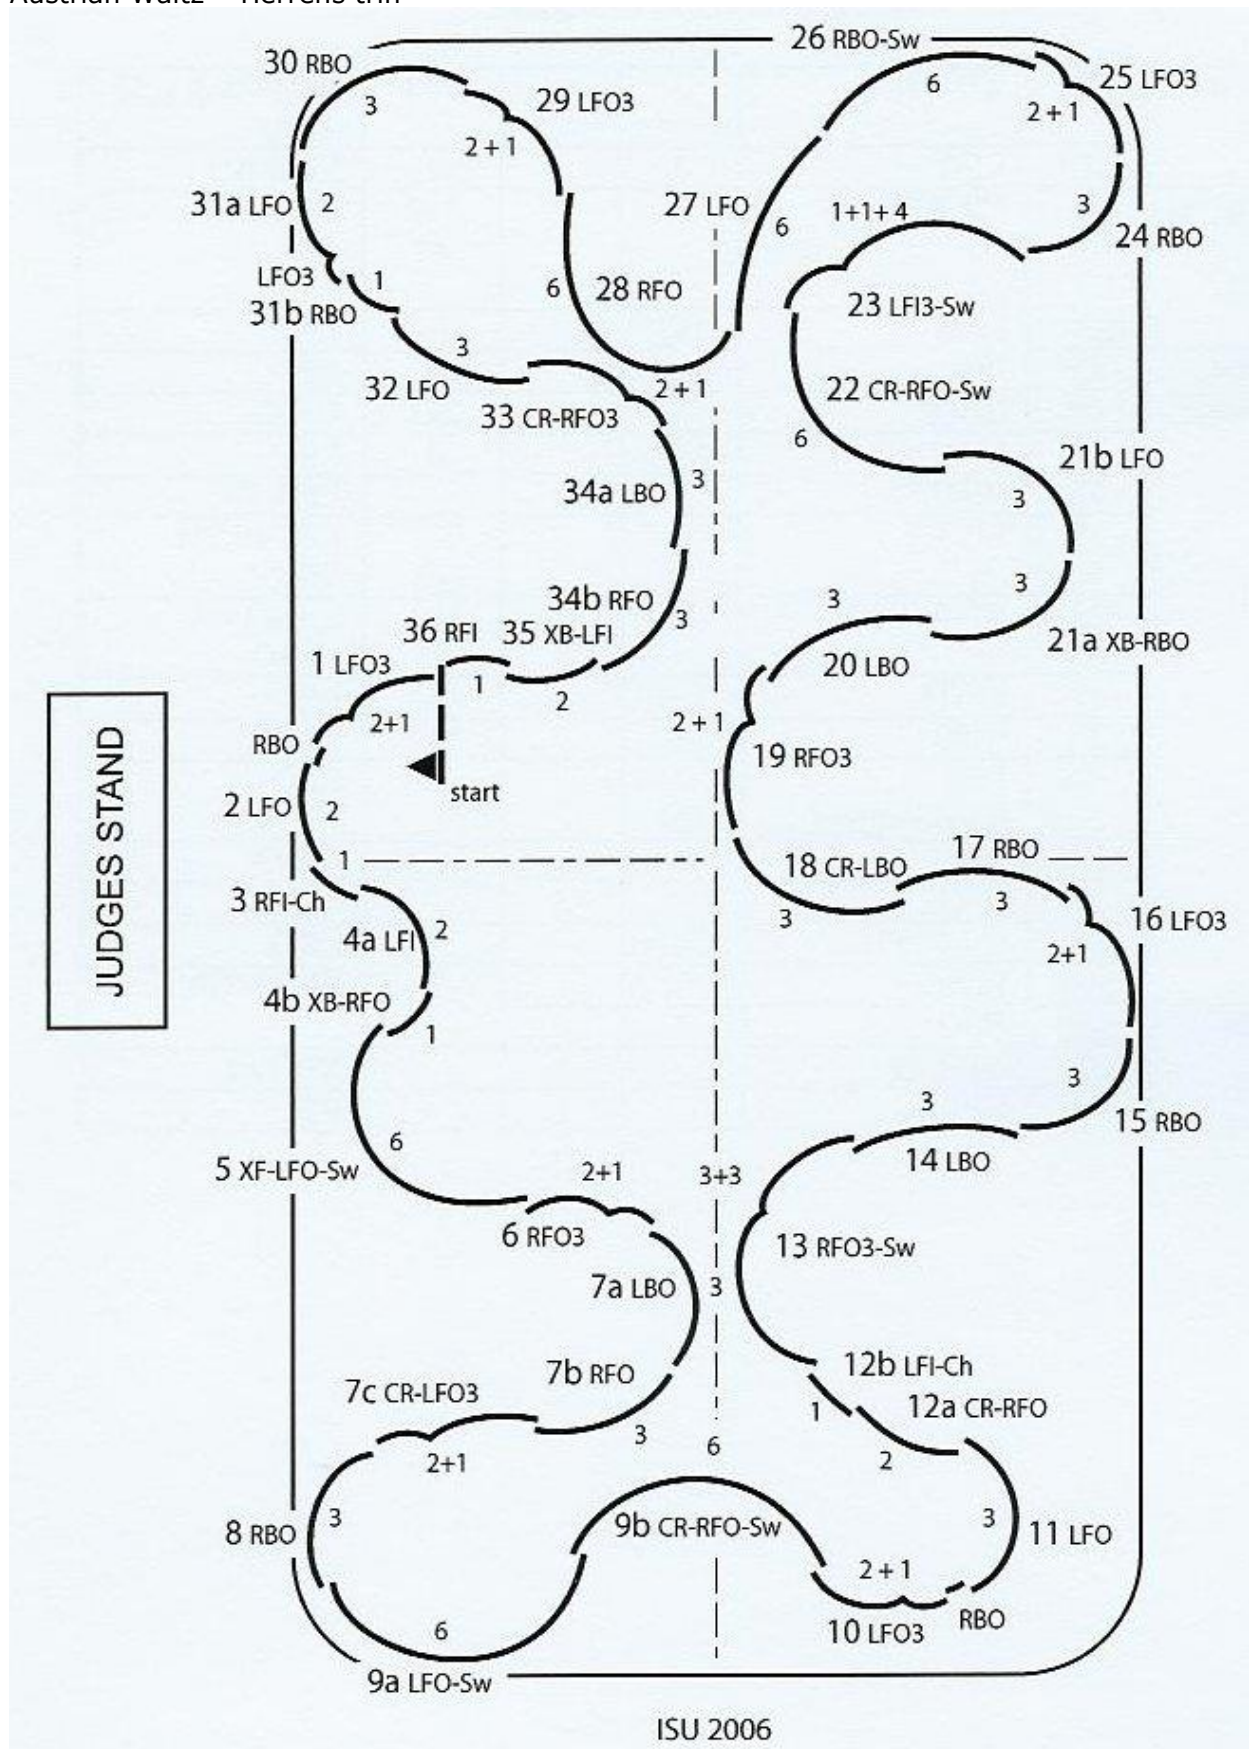 26 RBO-Sw
30 RBO
25 LFO3
6
29 LFO3
3
2 + 1
2 + 1
31a LFO
2
27 LFO
1+1+ 4
3
6
24 RBO
LFO3
1
6
28 RFO
23 LFI3-Sw
31b RBO
3
32 LFO
2 + 1
22 CR-RFO-Sw
33 CR-RFO3
6
21b LFO
3
34a LBO
3
3
34b RFO
3
3
36 RFI
35 XB-LFI
3
21a XB-RBO
1 LFO3
20 LBO
1
2
2+1
2 + 1
RBO
19 RFO3
start
2 LFO
2
JUDGES STAND
1
17 RBO
18 CR-LBO
3 RFI-Ch
3
3
16 LFO3
4a LFI
2
2+1
4b XB-RFO
1
3
3
15 RBO
6
14 LBO
5 XF-LFO-Sw
2+1
3+3
6 RFO3
13 RFO3-Sw
7a LBO
3
7b RFO
12b LFI-Ch
7c CR-LFO3
1
12a CR-RFO
3
6
2+1
2
8 RBO
3
9b CR-RFO-Sw
3
11 LFO
2 + 1
6
10 LFO3
RBO
9a LFO-Sw
ISU 2006